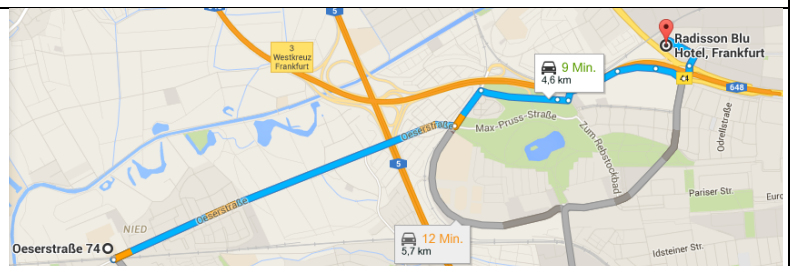 5
3
Westkreuz
Frankfurt
Radisson Blu
Hotel, Frankfurt
9 Min.
4,6 km
648
Oeserstraße
Max-Pruss-Straße
Zum Rebstockbad
Odrellstraße
5
Oeserstraße
Pariser Str.
NIED
12 Min.
5,7 km
Oeserstraße 74
Idsteiner Str.